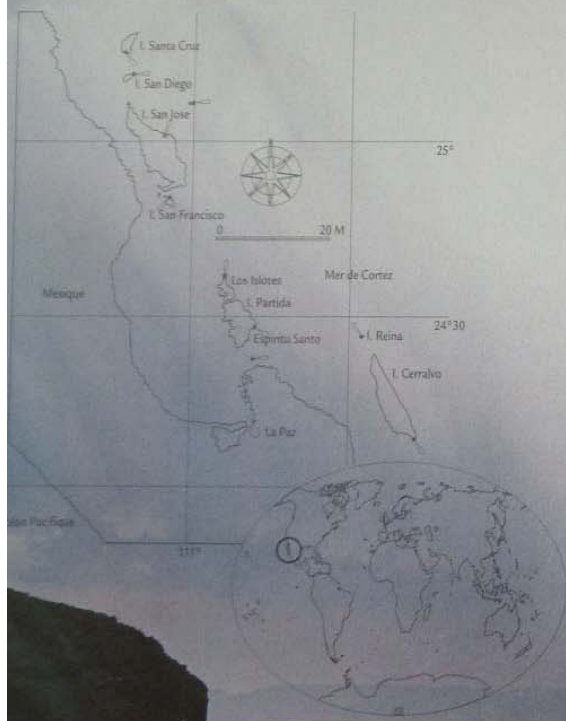 I. Santa Cruz
I. San Diego
I. San Jose
25°
I. San Francisco
0 20 M
Los Islotes
Mer de Cortez
Mexique
I. Partida
24°30
I. Reina
Espiritu Santo
I. Cerralvo
La Paz
Pacifique
111°